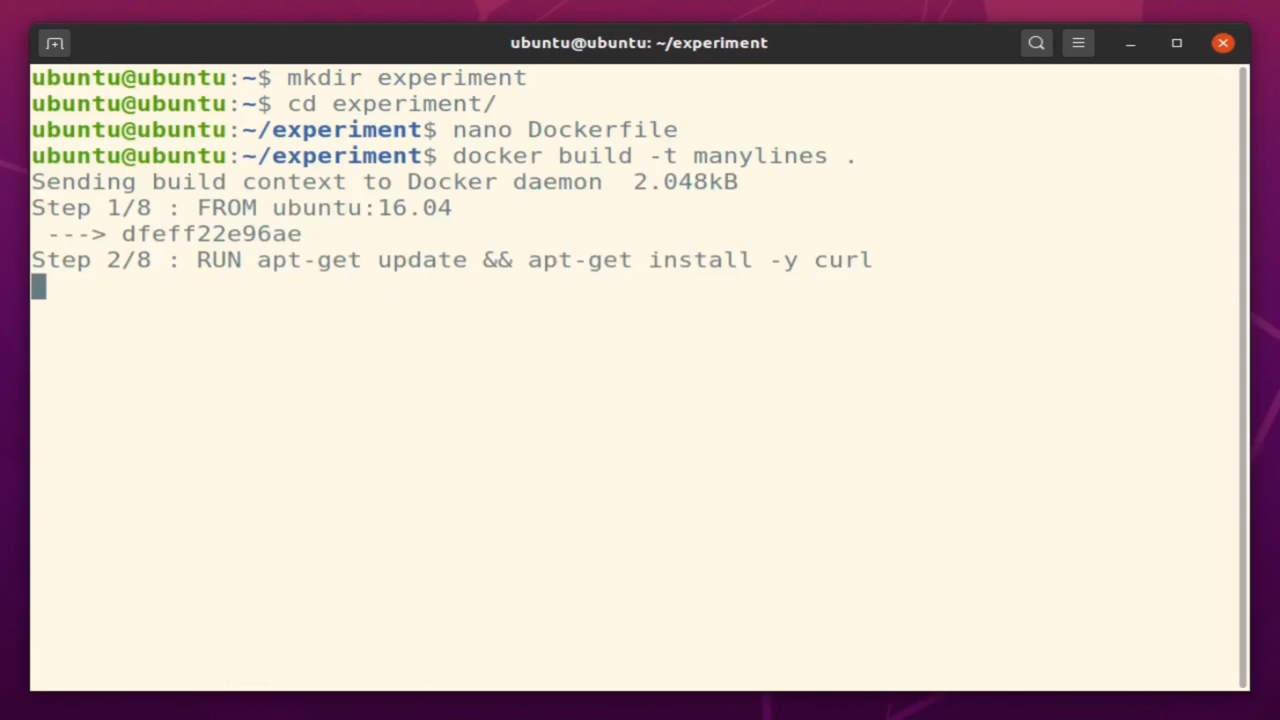 ubuntu@ubuntu: ~/experiment
ubuntu@ubuntu:~$ mkdir experiment
ubuntu@ubuntu:~$ cd experiment/
ubuntu@ubuntu:~/experiment$ nano Dockerfile
ubuntu@ubuntu:~/experiment$ docker build -t manylines .
Sending build context to Docker daemon  2.048kB
Step 1/8 : FROM ubuntu:16.04
 ---> dfeff22e96ae
Step 2/8 : RUN apt-get update && apt-get install -y curl